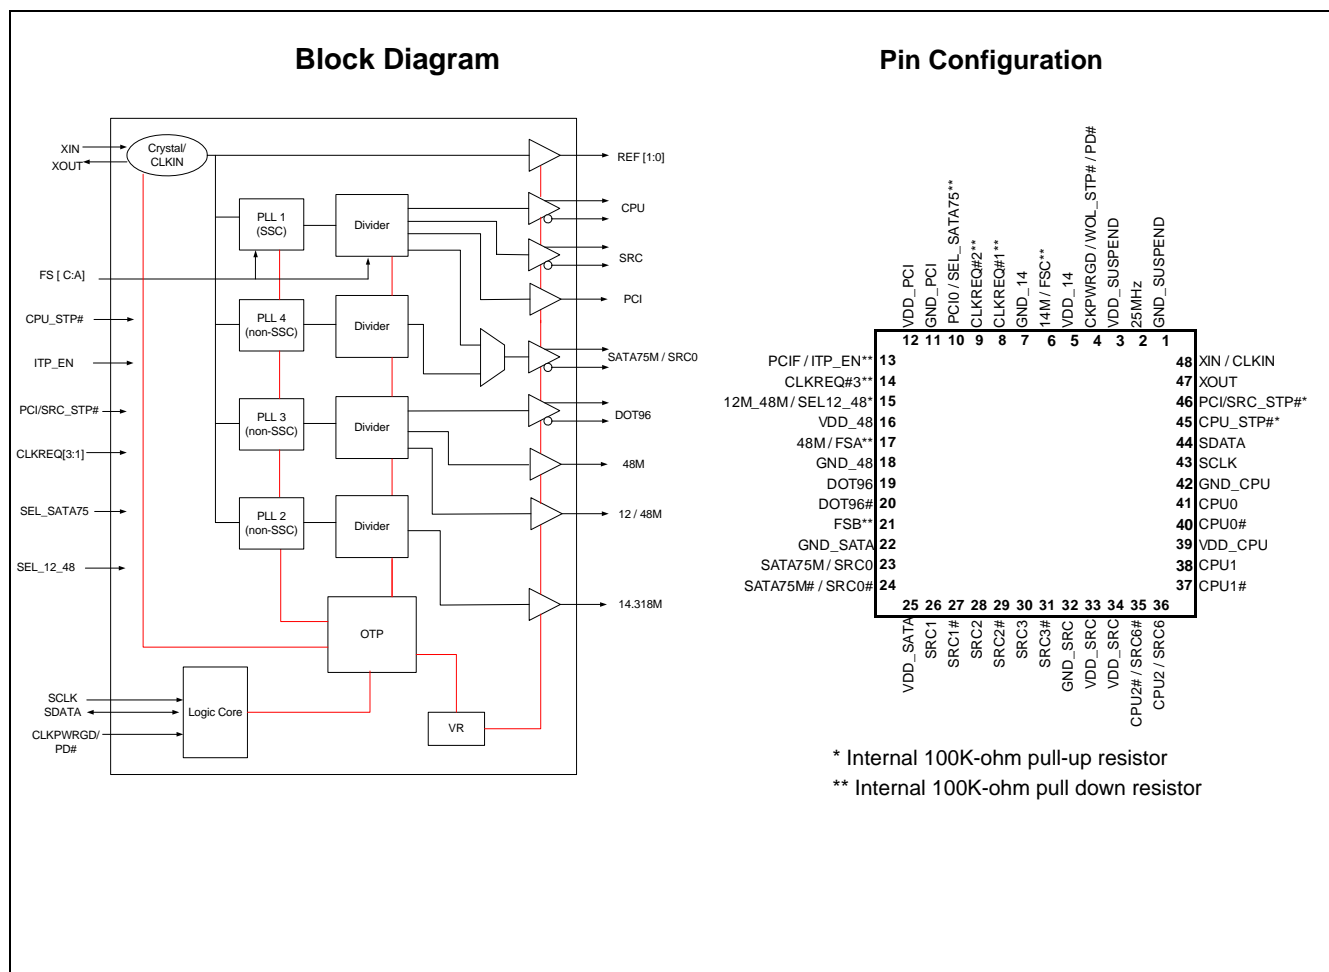 Block Diagram
XIN
XOUT
Crystal/
CLKIN
REF [1:0]
PLL 1
(SSC)
Divider
CPU
SRC
FS [ C:A]
PCI
CPU_STP#
PLL 4
(non-SSC)
Divider
ITP_EN
SATA75M / SRC0
PCI/SRC_STP#
PLL 3
(non-SSC)
Divider
DOT96
CLKREQ[3:1]
48M
SEL_SATA75
PLL 2
(non-SSC)
Divider
12 / 48M
SEL_12_48
14.318M
OTP
SCLK
SDATA
CLKPWRGD/
PD#
Logic Core
VR
Pin Configuration
VDD_PCI
GND_PCI
PCI0 / SEL_SATA75**
CLKREQ#2**
CLKREQ#1**
GND_14
14M / FSC**
VDD_14
CKPWRGD / WOL_STP# / PD#
VDD_SUSPEND
25MHz
GND_SUSPEND
12 11 10 9 8 7 6 5 4 3 2 1
PCIF / ITP_EN** 13
CLKREQ#3** 14
12M_48M / SEL12_48* 15
VDD_48 16
48M / FSA** 17
GND_48 18
DOT96 19
DOT96# 20
FSB** 21
GND_SATA 22
SATA75M / SRC0 23
SATA75M# / SRC0# 24
48 XIN / CLKIN
47 XOUT
46 PCI/SRC_STP#*
45 CPU_STP#*
44 SDATA
43 SCLK
42 GND_CPU
41 CPU0
40 CPU0#
39 VDD_CPU
38 CPU1
37 CPU1#
25 26 27 28 29 30 31 32 33 34 35 36
VDD_SATA
SRC1
SRC1#
SRC2
SRC2#
SRC3
SRC3#
GND_SRC
VDD_SRC
VDD_SRC
CPU2# / SRC6#
CPU2 / SRC6
* Internal 100K-ohm pull-up resistor
** Internal 100K-ohm pull down resistor